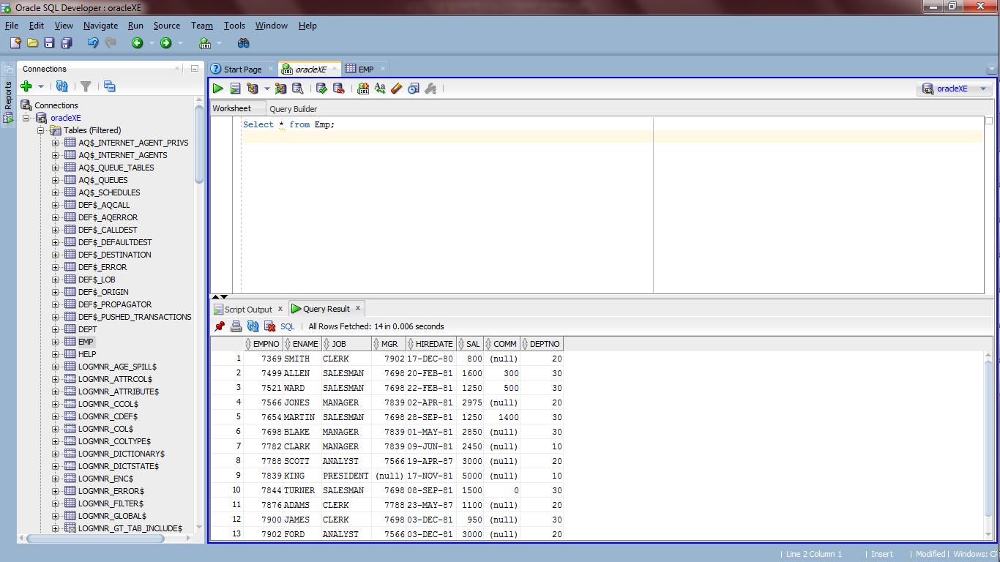 Oracle SQL Developer : oracleXE
File Edit View Navigate Run Source Team Tools Window Help
Reports
Connections
Connections
oracleXE
Tables (Filtered)
AQ$_INTERNET_AGENT_PRIVS
AQ$_INTERNET_AGENTS
AQ$_QUEUE_TABLES
AQ$_QUEUES
AQ$_SCHEDULES
DEF$_AQCALL
DEF$_AQERROR
DEF$_CALLDEST
DEF$_DEFAULTDEST
DEF$_DESTINATION
DEF$_ERROR
DEF$_LOB
DEF$_ORIGIN
DEF$_PROPAGATOR
DEF$_PUSHED_TRANSACTIONS
DEPT
EMP
HELP
LOGMNR_AGE_SPILL$
LOGMNR_ATTRCOL$
LOGMNR_ATTRIBUTE$
LOGMNR_CCOL$
LOGMNR_CDEF$
LOGMNR_COL$
LOGMNR_COLTYPE$
LOGMNR_DICTIONARY$
LOGMNR_DICTSTATE$
LOGMNR_ENC$
LOGMNR_ERROR$
LOGMNR_FILTER$
LOGMNR_GLOBAL$
LOGMNR_GT_TAB_INCLUDE$
Start Page oracleXE EMP
oracleXE
Worksheet Query Builder
Select * from Emp;
Script Output Query Result
SQL | All Rows Fetched: 14 in 0.006 seconds
EMPNO ENAME JOB MGR HIREDATE SAL COMM DEPTNO
1 7369 SMITH CLERK 7902 17-DEC-80 800 (null) 20
2 7499 ALLEN SALESMAN 7698 20-FEB-81 1600 300 30
3 7521 WARD SALESMAN 7698 22-FEB-81 1250 500 30
4 7566 JONES MANAGER 7839 02-APR-81 2975 (null) 20
5 7654 MARTIN SALESMAN 7698 28-SEP-81 1250 1400 30
6 7698 BLAKE MANAGER 7839 01-MAY-81 2850 (null) 30
7 7782 CLARK MANAGER 7839 09-JUN-81 2450 (null) 10
8 7788 SCOTT ANALYST 7566 19-APR-87 3000 (null) 20
9 7839 KING PRESIDENT (null) 17-NOV-81 5000 (null) 10
10 7844 TURNER SALESMAN 7698 08-SEP-81 1500 0 30
11 7876 ADAMS CLERK 7788 23-MAY-87 1100 (null) 20
12 7900 JAMES CLERK 7698 03-DEC-81 950 (null) 30
13 7902 FORD ANALYST 7566 03-DEC-81 3000 (null) 20
| Line 2 Column 1 | Insert | Modified | Windows: C